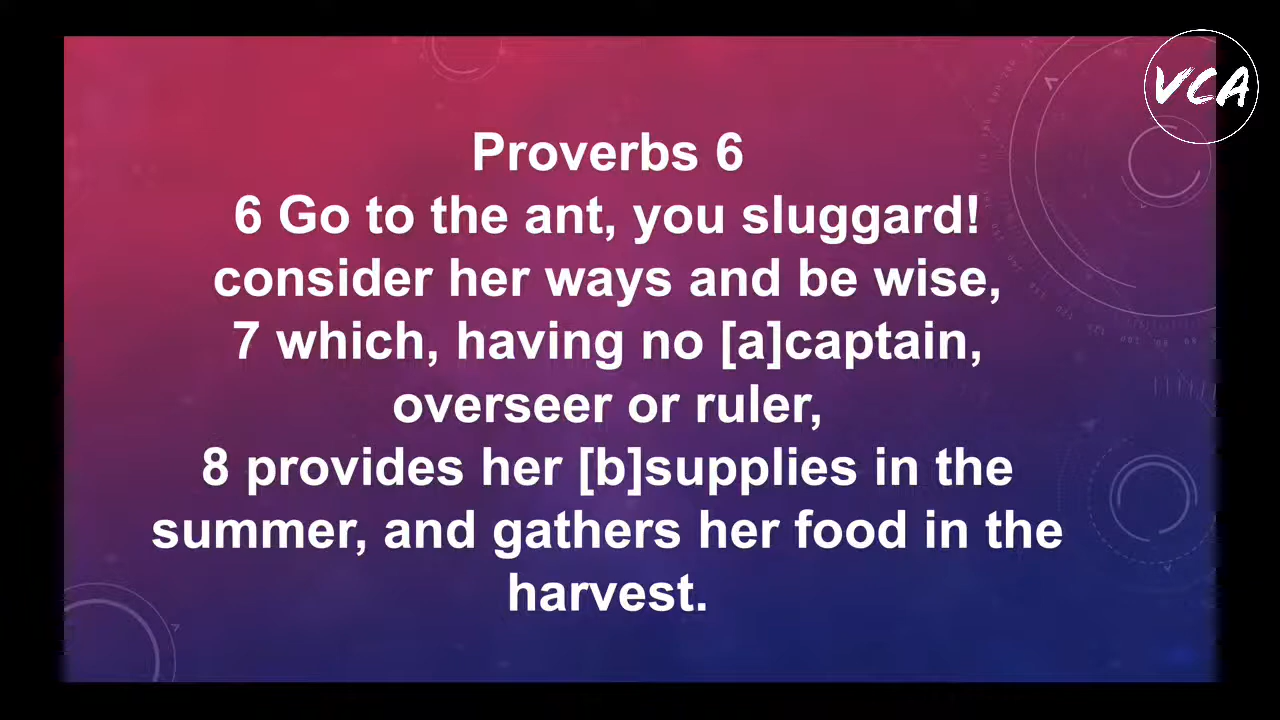 VCA
Proverbs 6
6 Go to the ant, you sluggard!
consider her ways and be wise,
7 which, having no [a]captain,
overseer or ruler,
8 provides her [b]supplies in the
summer, and gathers her food in the
harvest.